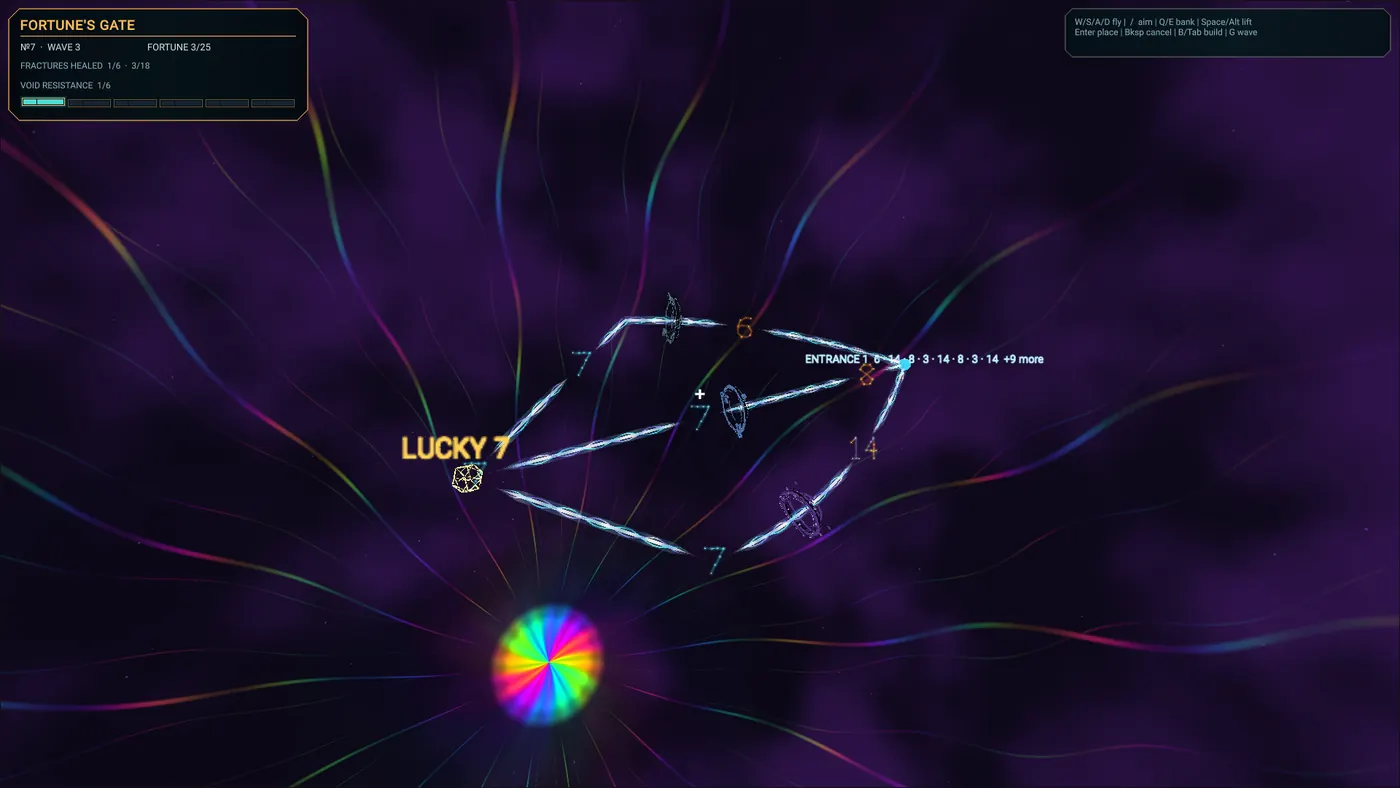 FORTUNE'S GATE
№7 · WAVE 3 FORTUNE 3/25
FRACTURES HEALED 1/6 · 3/18
VOID RESISTANCE 1/6
W/S/A/D fly | / aim | Q/E bank | Space/Alt lift
Enter place | Bksp cancel | B/Tab build | G wave
6
ENTRANCE 1 6 · 14 · 8 · 3 · 14 · 8 · 3 · 14 +9 more
7
8
7
LUCKY 7
14
7